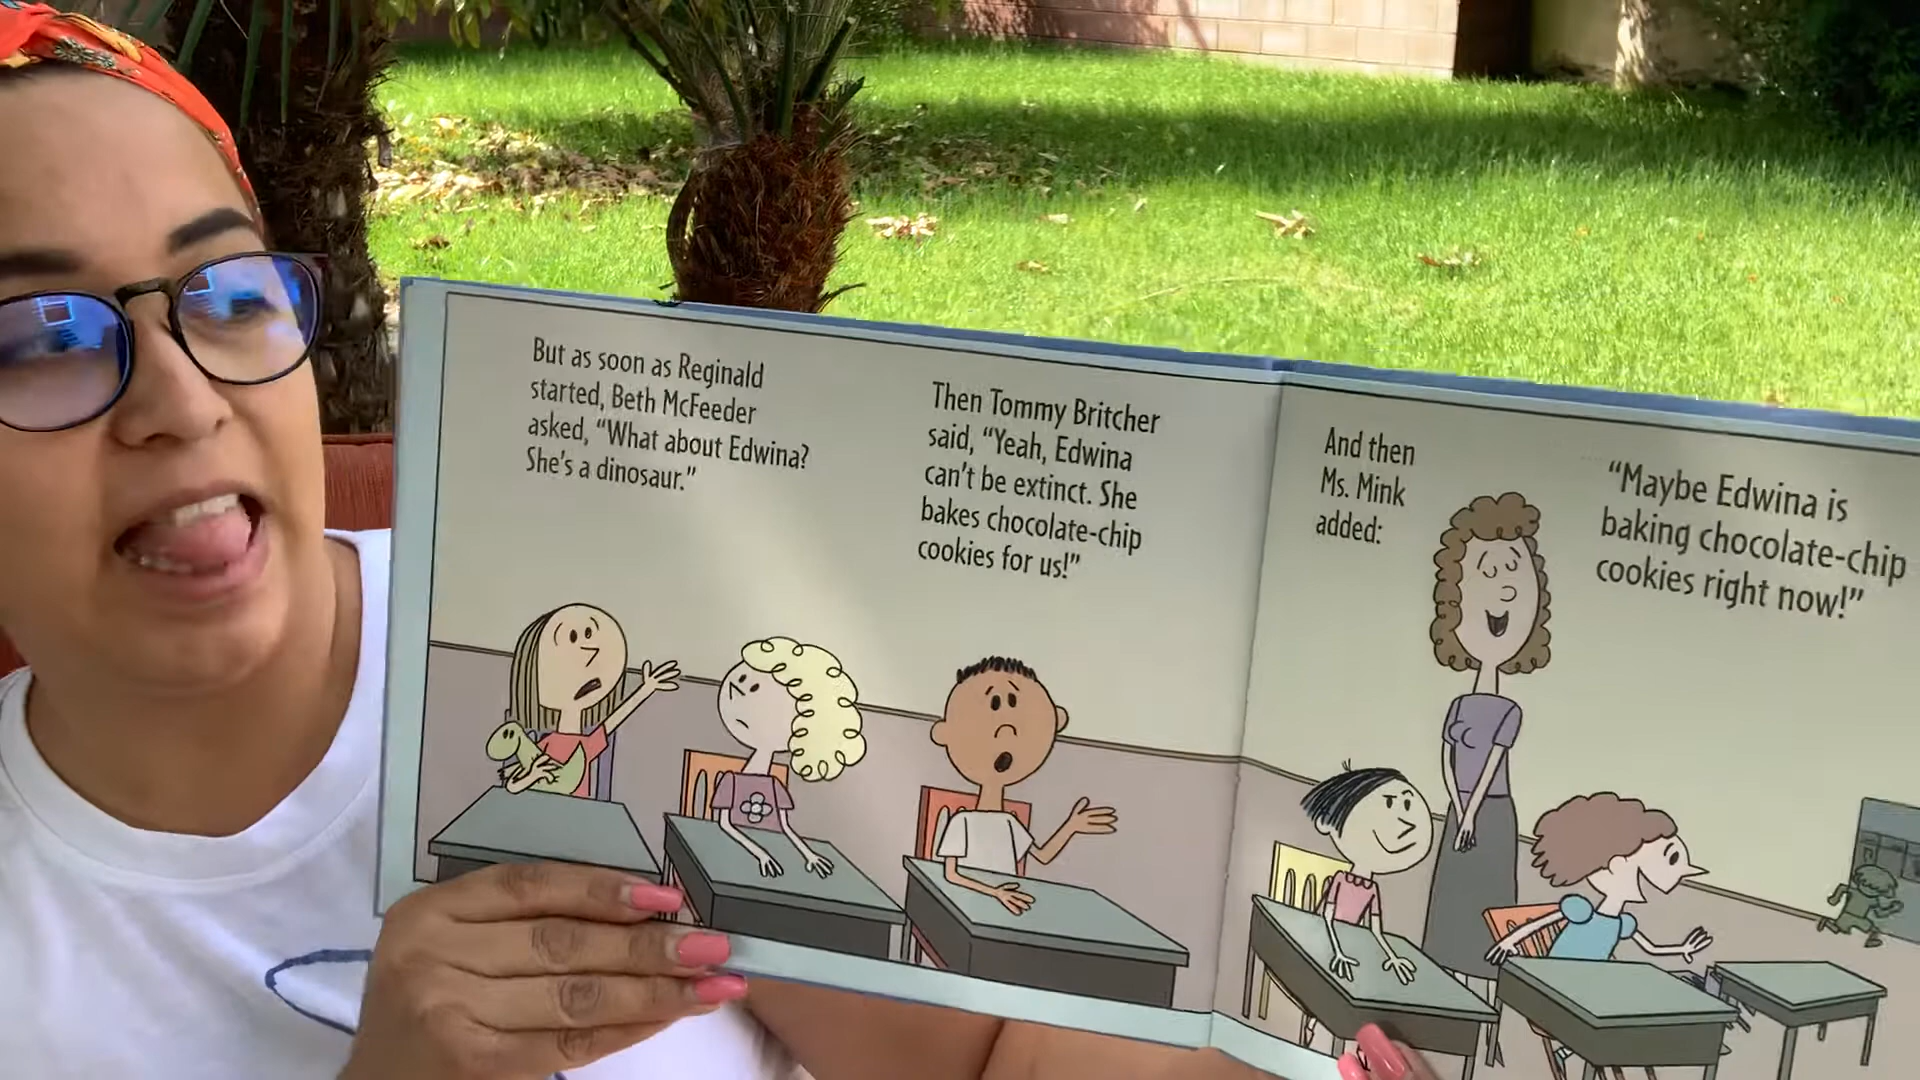 But as soon as Reginald
started, Beth McFeeder
asked, “What about Edwina?
She's a dinosaur.”
Then Tommy Britcher
said, “Yeah, Edwina
can't be extinct. She
bakes chocolate-chip
cookies for us!”
And then
Ms. Mink
added:
“Maybe Edwina is
baking chocolate-chip
cookies right now!”